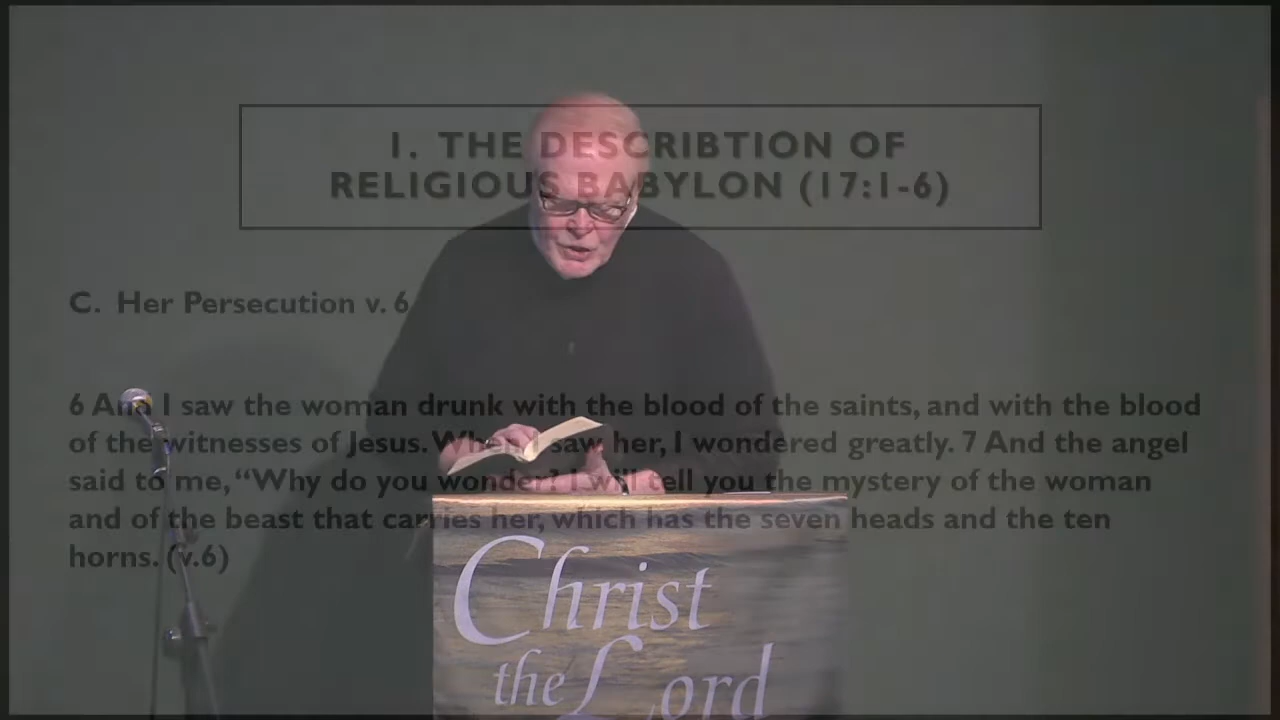 1. THE DESCRIBTION OF
RELIGIOUS BABYLON (17:1-6)
C. Her Persecution v. 6
6 And I saw the woman drunk with the blood of the saints, and with the blood
of the witnesses of Jesus. When I saw her, I wondered greatly. 7 And the angel
said to me, “Why do you wonder? I will tell you the mystery of the woman
and of the beast that carries her, which has the seven heads and the ten
horns. (v.6)
Christ
the Lord